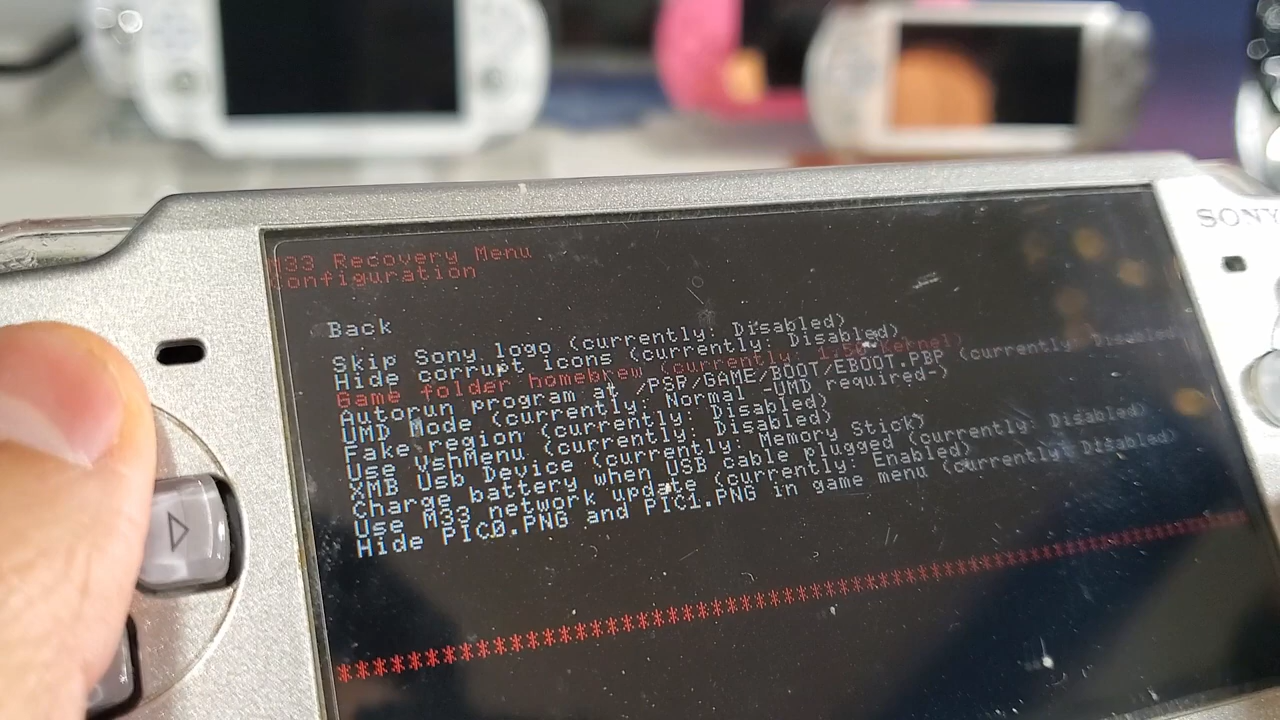 M33 Recovery Menu
Configuration
Back
Skip Sony logo (currently: Disabled)
Hide corrupt icons (currently: Disabled)
Game folder homebrew (currently: 1.50 Kernel)
Autorun program at /PSP/GAME/BOOT/EBOOT.PBP (currently: Disabled
UMD Mode (currently: Normal -UMD required-)
Fake region (currently: Disabled)
Use VshMenu (currently: Disabled)
XMB Usb Device (currently: Memory Stick)
Charge battery when USB cable plugged (currently: Disabled)
Use M33 network update (currently: Enabled)
Hide PIC0.PNG and PIC1.PNG in game menu (currently: Disabled)
******************************************************
SONY